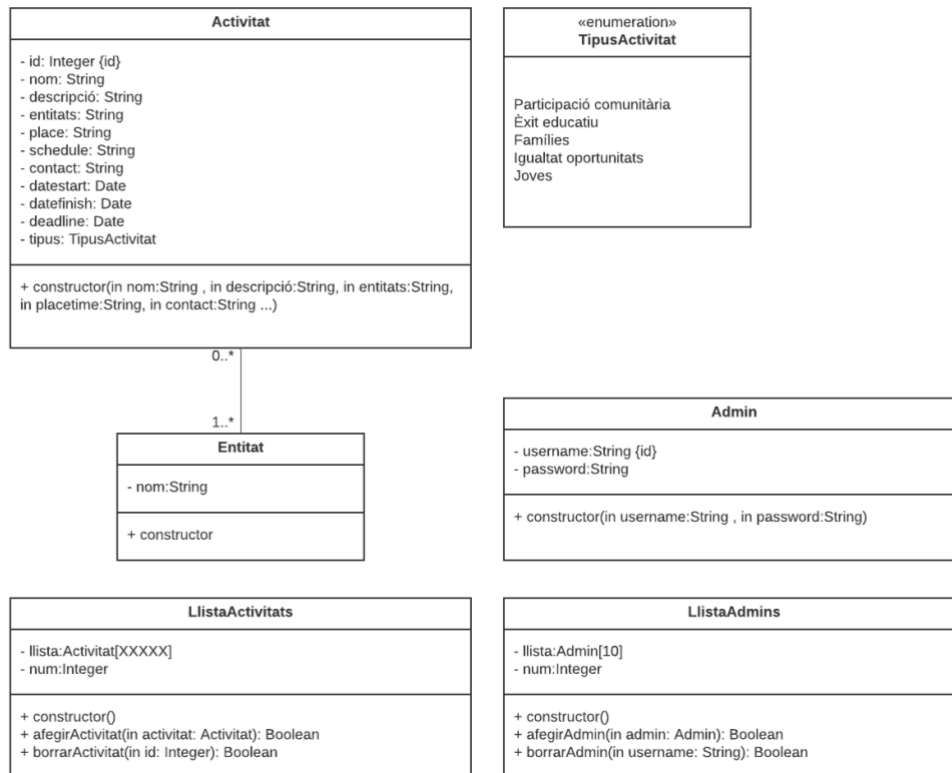 Activitat
- id: Integer {id}
- nom: String
- descripció: String
- entitats: String
- place: String
- schedule: String
- contact: String
- datestart: Date
- datefinish: Date
- deadline: Date
- tipus: TipusActivitat
+ constructor(in nom:String , in descripció:String, in entitats:String,
in placetime:String, in contact:String ...)
«enumeration»
TipusActivitat
Participació comunitària
Èxit educatiu
Famílies
Igualtat oportunitats
Joves
0..*
1..*
Entitat
- nom:String
+ constructor
Admin
- username:String {id}
- password:String
+ constructor(in username:String , in password:String)
LlistaActivitats
- llista:Activitat[XXXXX]
- num:Integer
+ constructor()
+ afegirActivitat(in activitat: Activitat): Boolean
+ borrarActivitat(in id: Integer): Boolean
LlistaAdmins
- llista:Admin[10]
- num:Integer
+ constructor()
+ afegirAdmin(in admin: Admin): Boolean
+ borrarAdmin(in username: String): Boolean